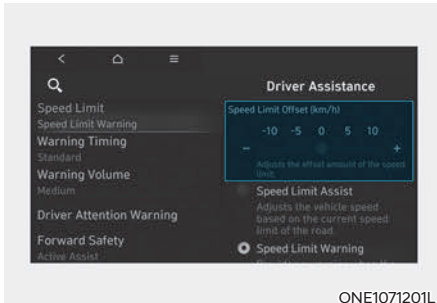 Driver Assistance
Speed Limit
Speed Limit Warning
Warning Timing
Standard
Warning Volume
Medium
Driver Attention Warning
Forward Safety
Active Assist
Speed Limit Offset (km/h)
-10 -5 0 5 10
− +
Adjusts the offset amount of the speed
limit.
Speed Limit Assist
Adjusts the vehicle speed
based on the current speed
limit of the road.
Speed Limit Warning
ONE1071201L